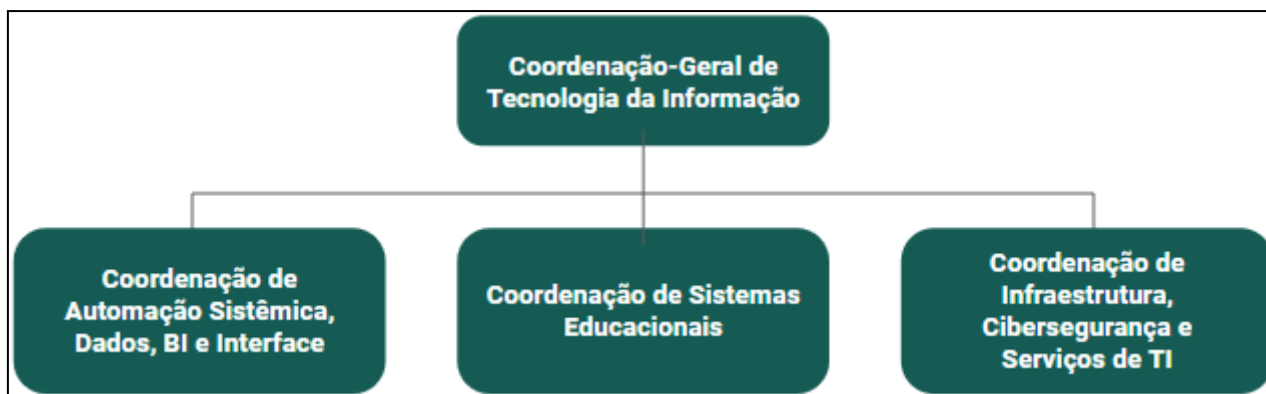 Coordenação-Geral de
Tecnologia da Informação
Coordenação de
Automação Sistêmica,
Dados, BI e Interface
Coordenação de Sistemas
Educacionais
Coordenação de
Infraestrutura,
Cibersegurança e
Serviços de TI